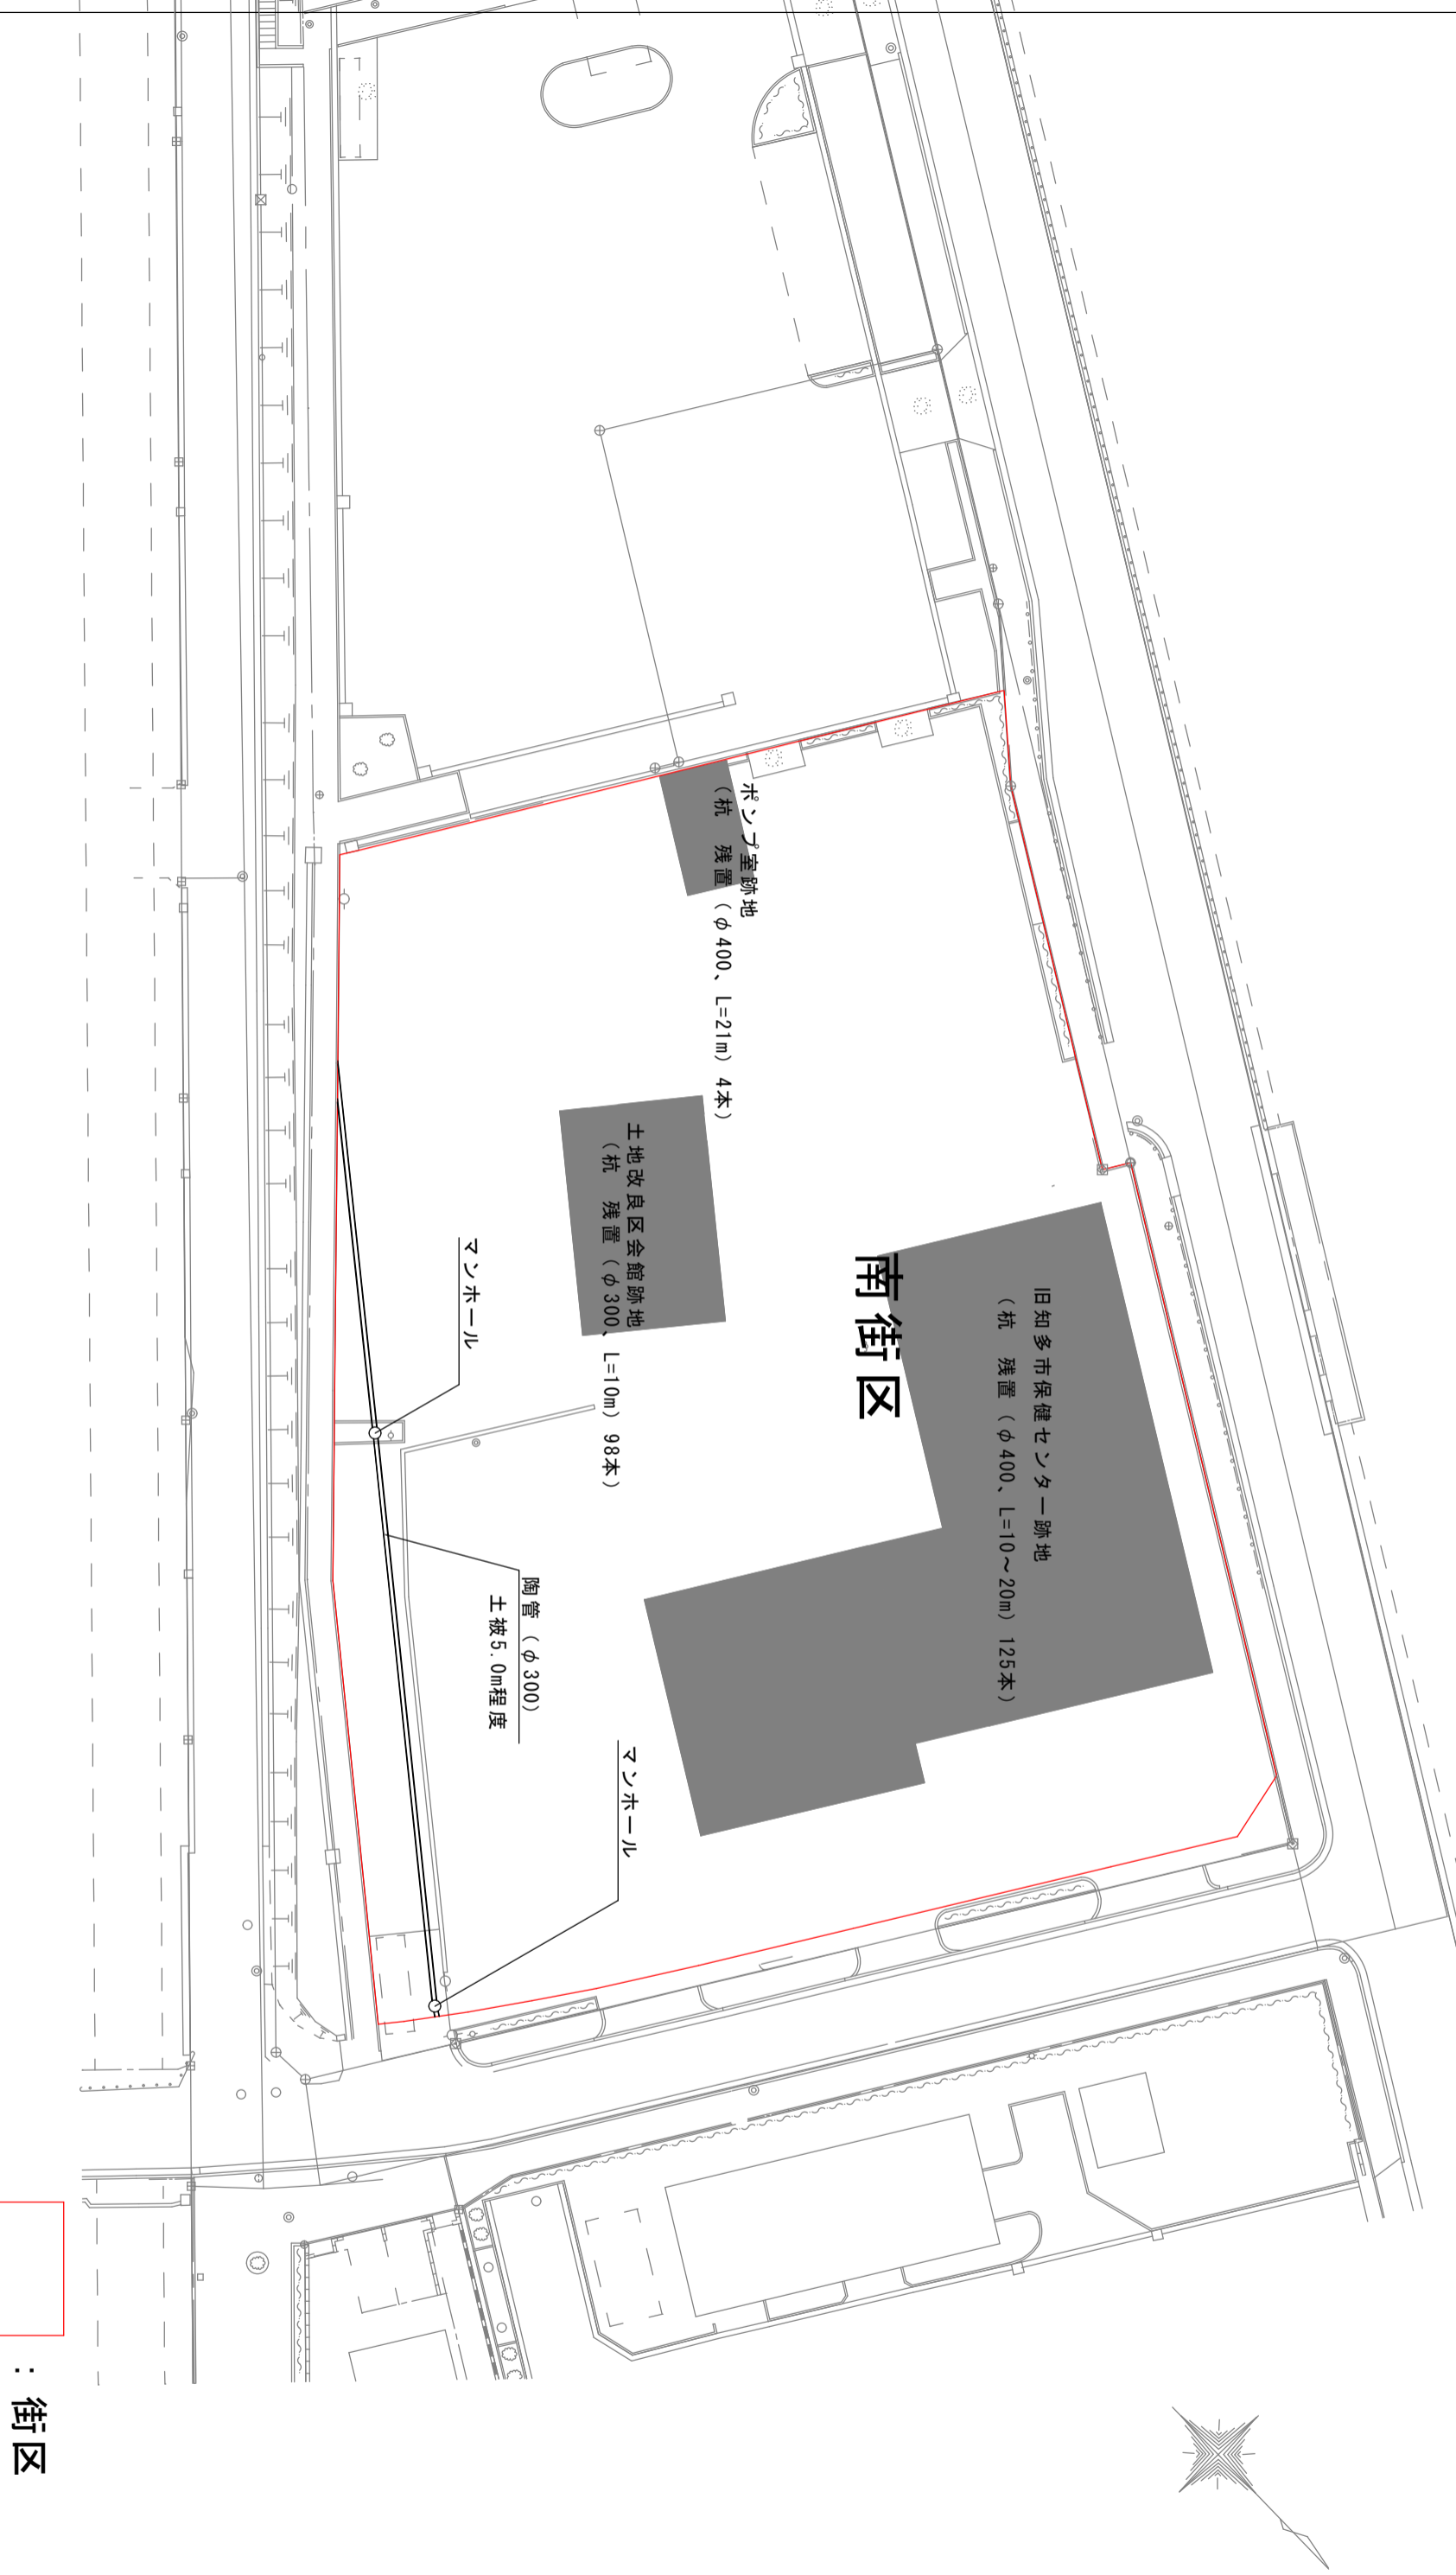 ポンプ室跡地
（杭　残置（φ400、L=21m）4本）
土地改良区会館跡地
（杭　残置（φ300、L=10m）98本）
旧知多市保健センター跡地
（杭　残置（φ400、L=10～20m）125本）
南街区
マンホール
陶管（φ300）
土被5.0m程度
マンホール
：街区